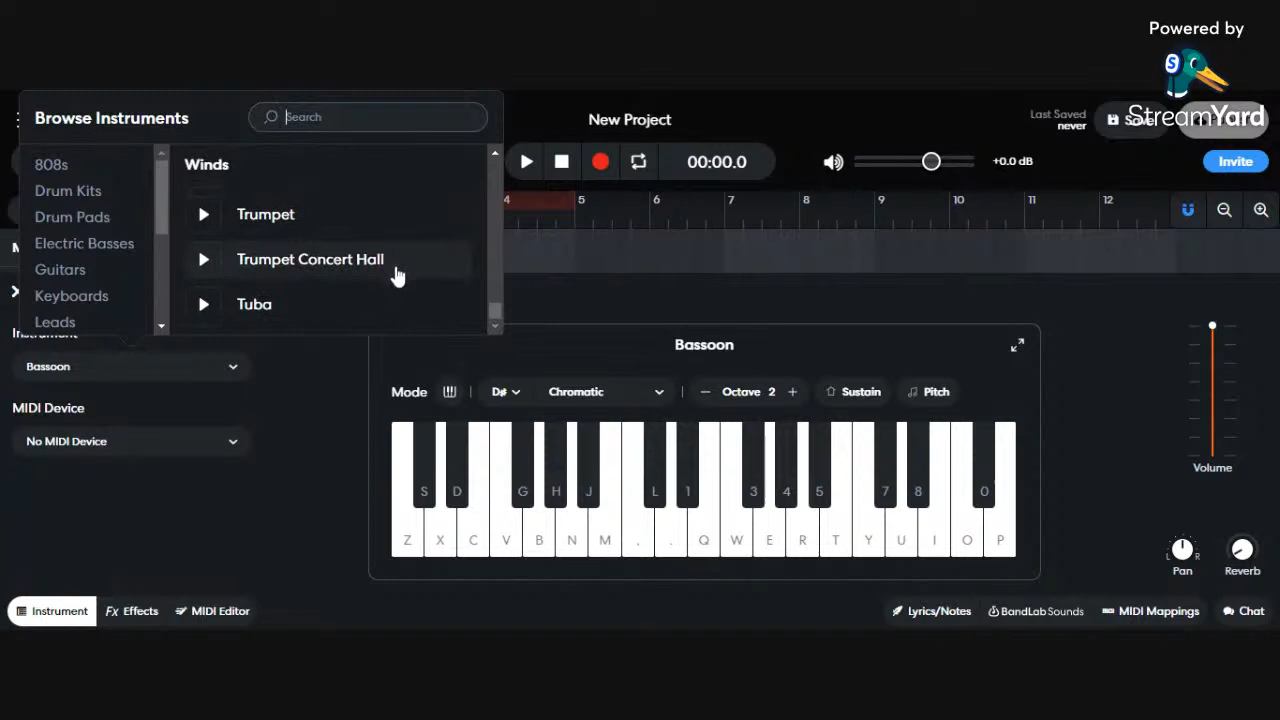 Powered by
StreamYard
Browse Instruments
Search
New Project
Last Saved
never
808s
Drum Kits
Drum Pads
Electric Basses
Guitars
Keyboards
Leads
Winds
Trumpet
Trumpet Concert Hall
Tuba
00:00.0
+0.0 dB
Invite
4 5 6 7 8 9 10 11 12
Instrument
Bassoon
MIDI Device
No MIDI Device
Bassoon
Mode D# Chromatic Octave 2 Sustain Pitch
S D G H J L 1 3 4 5 7 8 0
Z X C V B N M , . Q W E R T Y U I O P
Volume
L R
Pan
Reverb
Instrument
Fx Effects
MIDI Editor
Lyrics/Notes
BandLab Sounds
MIDI Mappings
Chat